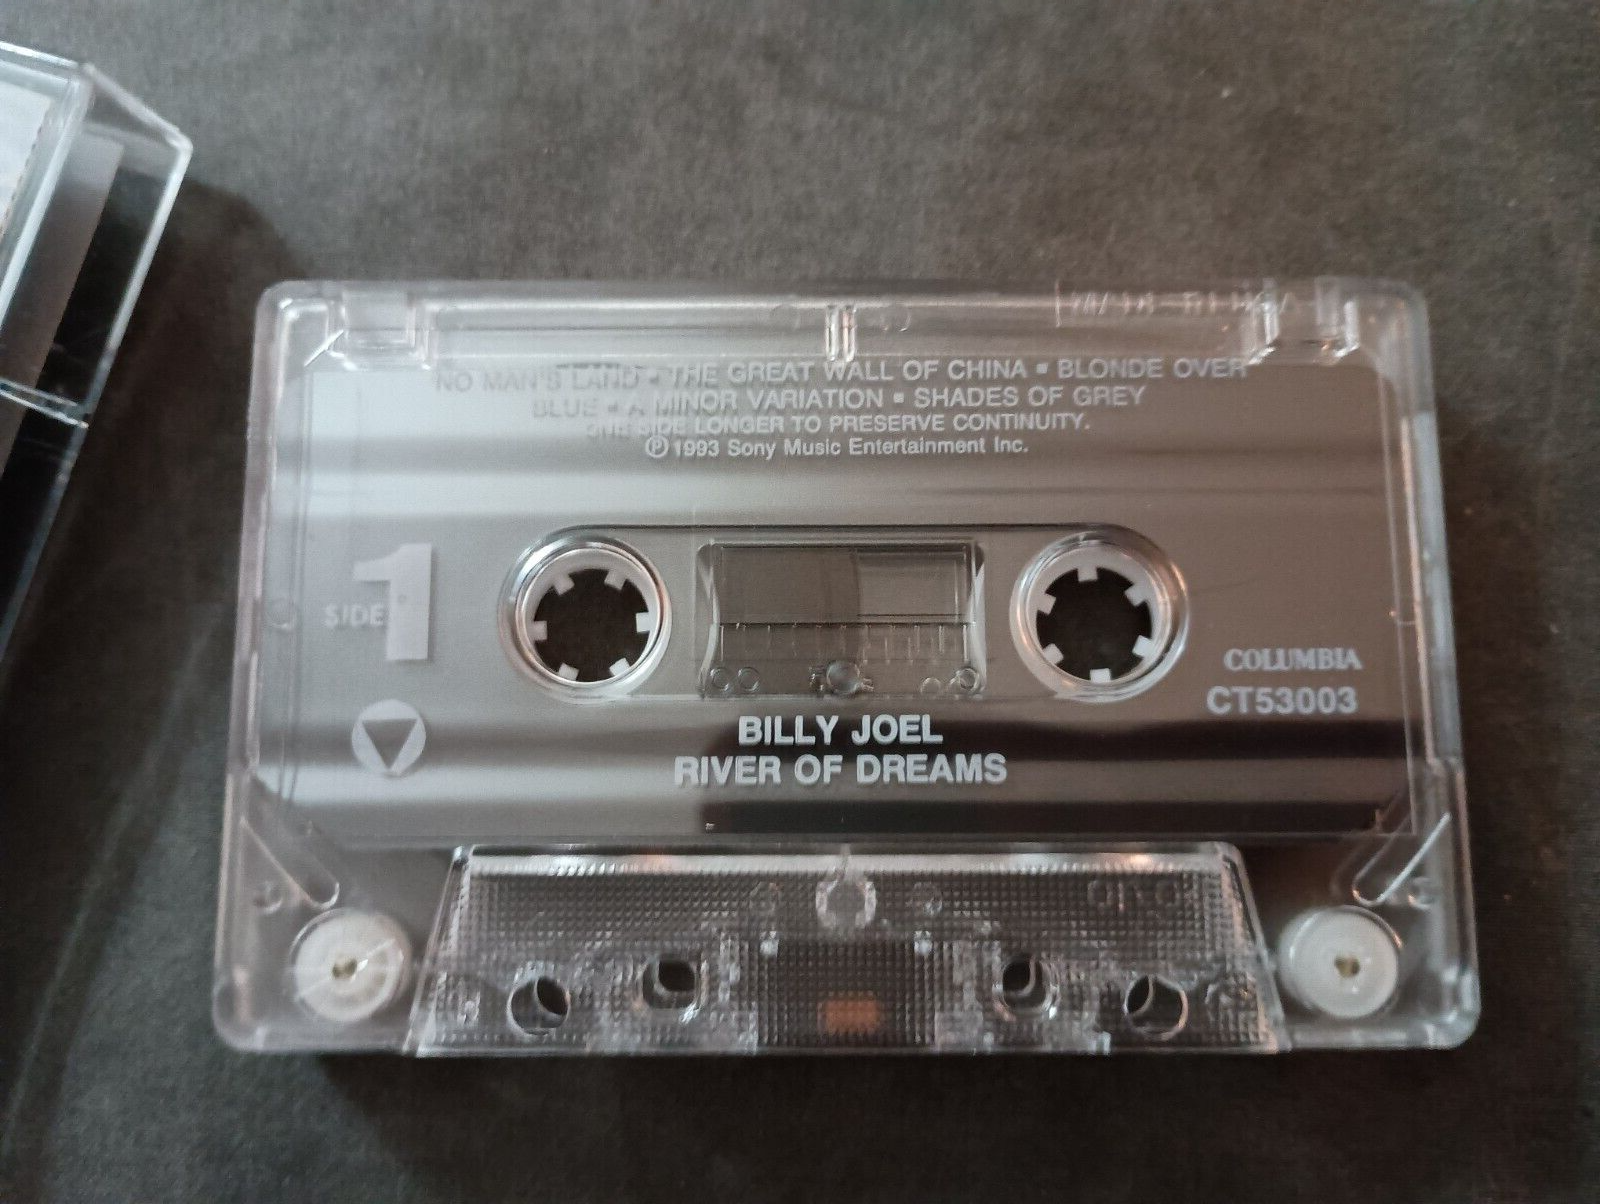 NO MAN'S LAND ▪ THE GREAT WALL OF CHINA ▪ BLONDE OVER
BLUE ▪ A MINOR VARIATION ▪ SHADES OF GREY
ONE SIDE LONGER TO PRESERVE CONTINUITY.
℗ 1993 Sony Music Entertainment Inc.
SIDE 1
COLUMBIA
CT53003
BILLY JOEL
RIVER OF DREAMS